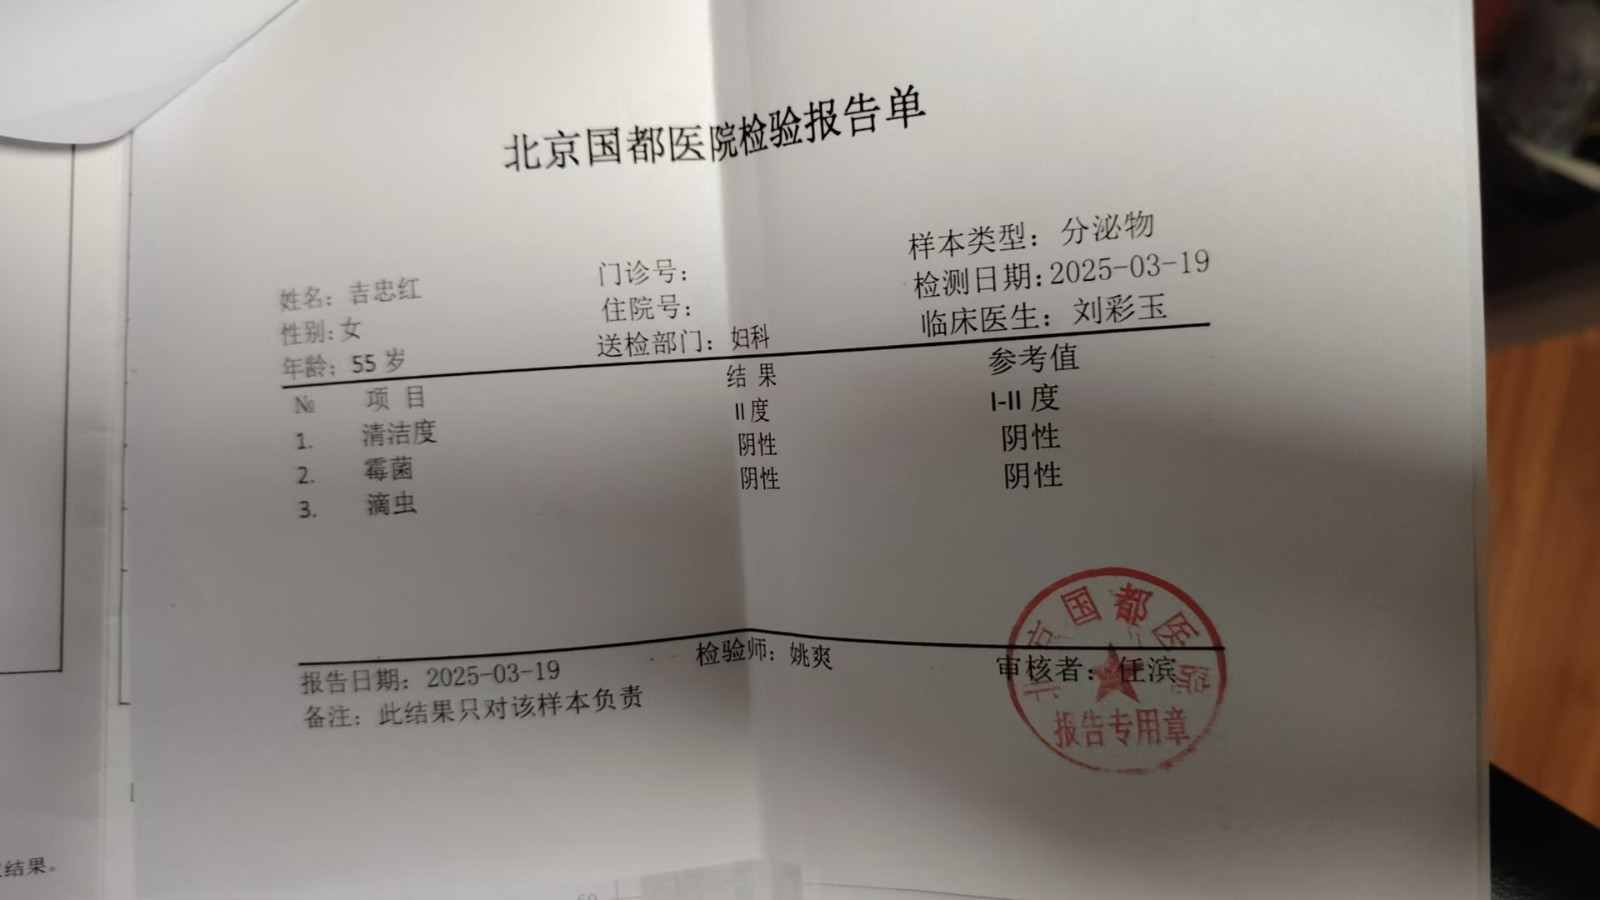 北京国都医院检验报告单
姓名：吉忠红 门诊号： 样本类型：分泌物
性别：女 住院号： 检测日期：2025-03-19
年龄：55 岁 送检部门：妇科 临床医生：刘彩玉
№ 项 目 结 果 参考值
1. 清洁度 II 度 I-II 度
2. 霉菌 阴性 阴性
3. 滴虫 阴性 阴性
报告日期：2025-03-19 检验师：姚爽 审核者：任滨
备注：此结果只对该样本负责
北京国都医院
报告专用章
结果。